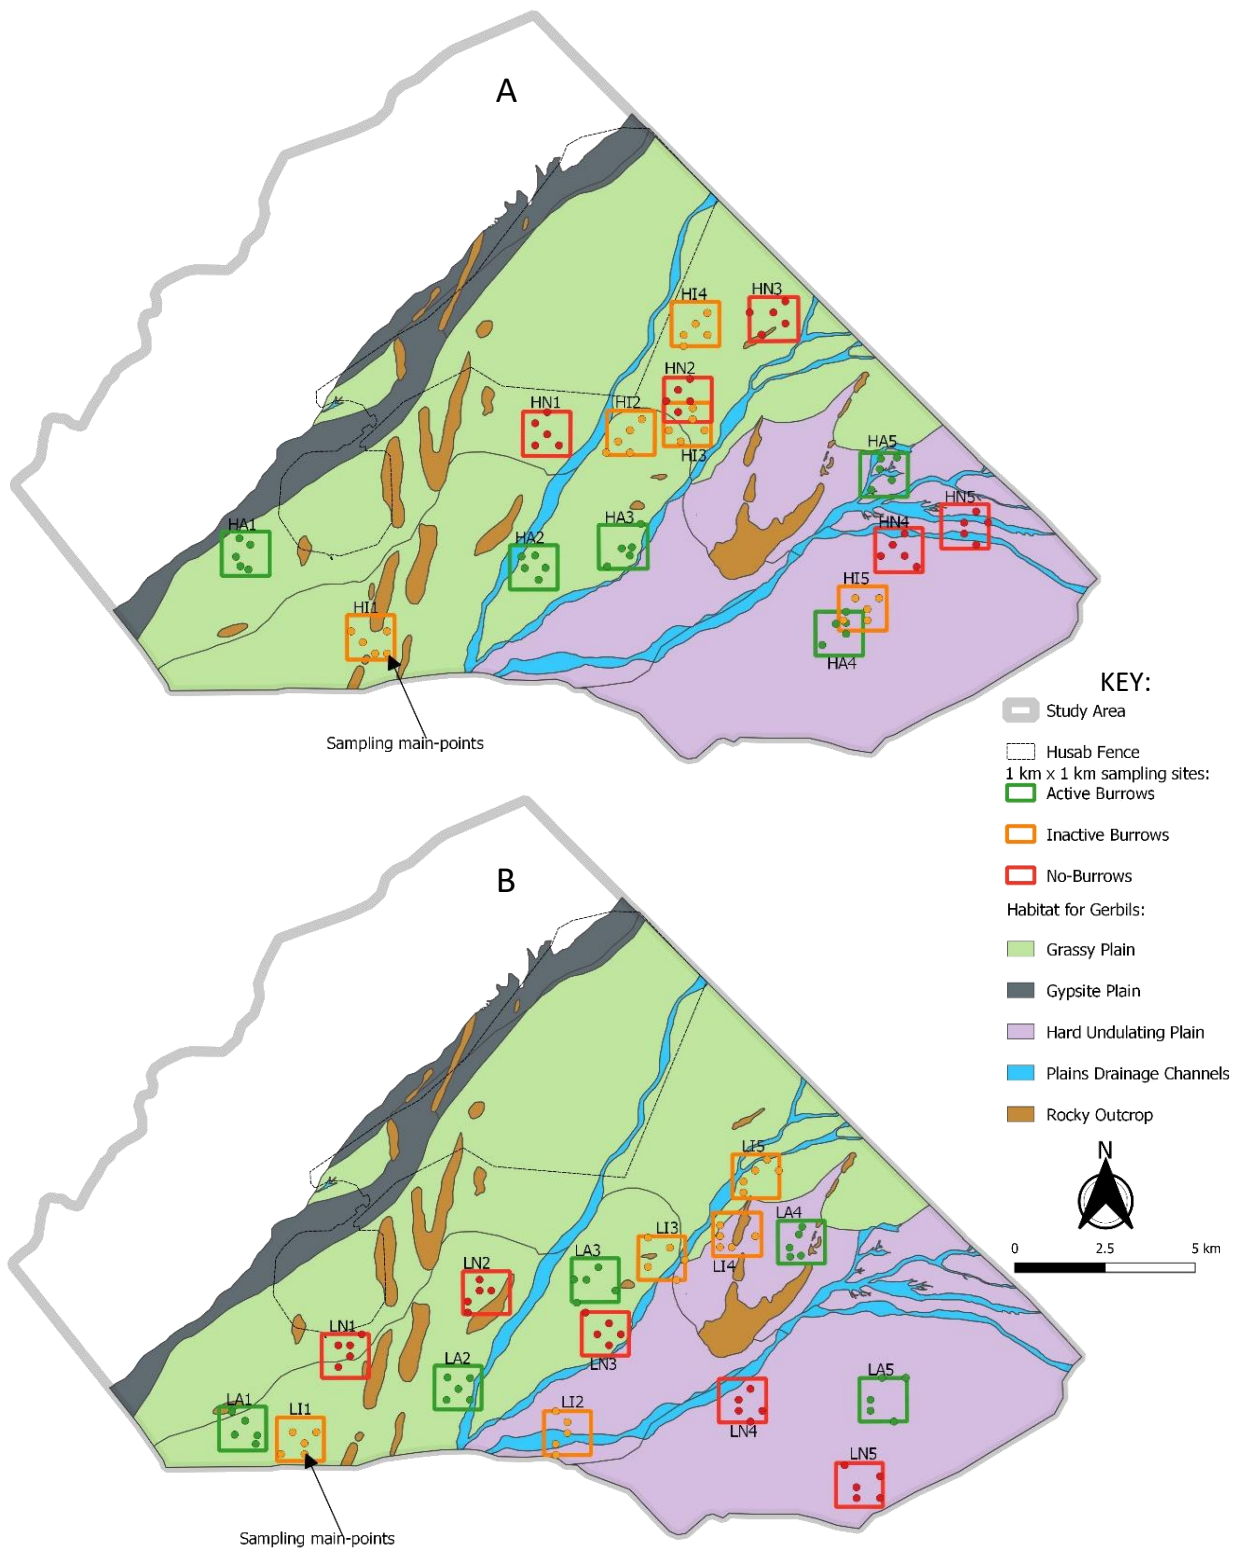 A
HN3
HI4
HN2
HN1
HI2
HI3
HA5
HN5
HA1
HA3
HN4
HA2
HI5
HI1
HA4
Sampling main-points
KEY:
Study Area
Husab Fence
1 km x 1 km sampling sites:
Active Burrows
Inactive Burrows
No-Burrows
Habitat for Gerbils:
Grassy Plain
Gypsite Plain
Hard Undulating Plain
Plains Drainage Channels
Rocky Outcrop
N
0 2.5 5 km
B
LI5
LA4
LI3
LA3
LN2
LI4
LN1
LA2
LN3
LA5
LA1
LI2
LI1
LN4
LN5
Sampling main-points